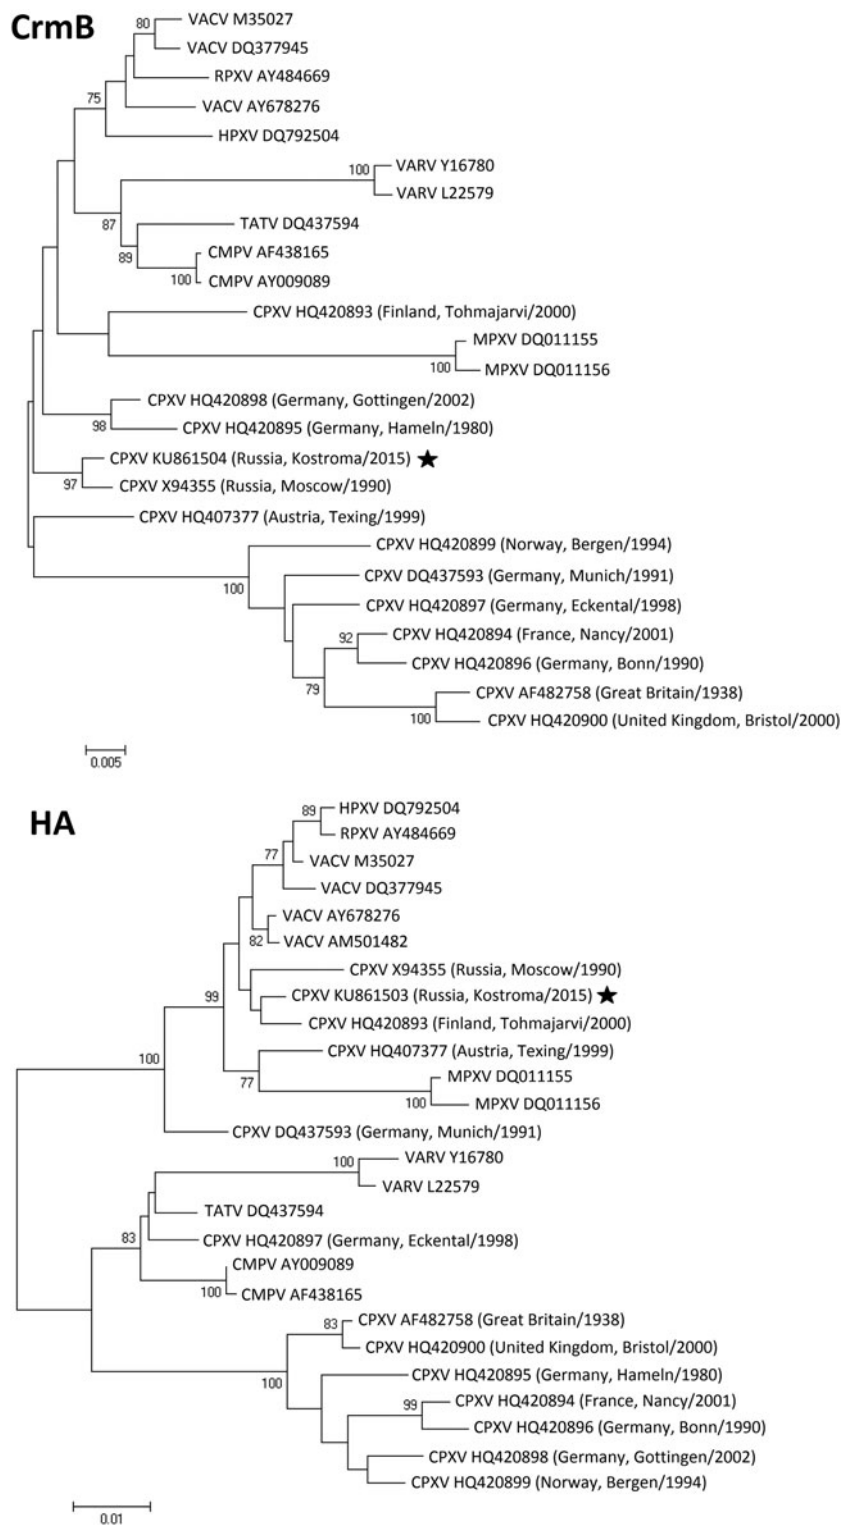 CrmB
80
VACV M35027
VACV DQ377945
RPXV AY484669
75
VACV AY678276
HPXV DQ792504
100
VARV Y16780
VARV L22579
87
TATV DQ437594
89
CMPV AF438165
100
CMPV AY009089
CPXV HQ420893 (Finland, Tohmajarvi/2000)
MPXV DQ011155
100
MPXV DQ011156
CPXV HQ420898 (Germany, Gottingen/2002)
98
CPXV HQ420895 (Germany, Hameln/1980)
CPXV KU861504 (Russia, Kostroma/2015) ★
97
CPXV X94355 (Russia, Moscow/1990)
CPXV HQ407377 (Austria, Texing/1999)
CPXV HQ420899 (Norway, Bergen/1994)
100
CPXV DQ437593 (Germany, Munich/1991)
CPXV HQ420897 (Germany, Eckental/1998)
92
CPXV HQ420894 (France, Nancy/2001)
CPXV HQ420896 (Germany, Bonn/1990)
79
CPXV AF482758 (Great Britain/1938)
100
CPXV HQ420900 (United Kingdom, Bristol/2000)
0.005
HA
89
HPXV DQ792504
RPXV AY484669
77
VACV M35027
VACV DQ377945
VACV AY678276
82
VACV AM501482
CPXV X94355 (Russia, Moscow/1990)
99
CPXV KU861503 (Russia, Kostroma/2015) ★
CPXV HQ420893 (Finland, Tohmajarvi/2000)
100
CPXV HQ407377 (Austria, Texing/1999)
77
MPXV DQ011155
100
MPXV DQ011156
CPXV DQ437593 (Germany, Munich/1991)
100
VARV Y16780
VARV L22579
TATV DQ437594
83
CPXV HQ420897 (Germany, Eckental/1998)
CMPV AY009089
100
CMPV AF438165
83
CPXV AF482758 (Great Britain/1938)
CPXV HQ420900 (United Kingdom, Bristol/2000)
100
CPXV HQ420895 (Germany, Hameln/1980)
99
CPXV HQ420894 (France, Nancy/2001)
CPXV HQ420896 (Germany, Bonn/1990)
CPXV HQ420898 (Germany, Gottingen/2002)
CPXV HQ420899 (Norway, Bergen/1994)
0.01